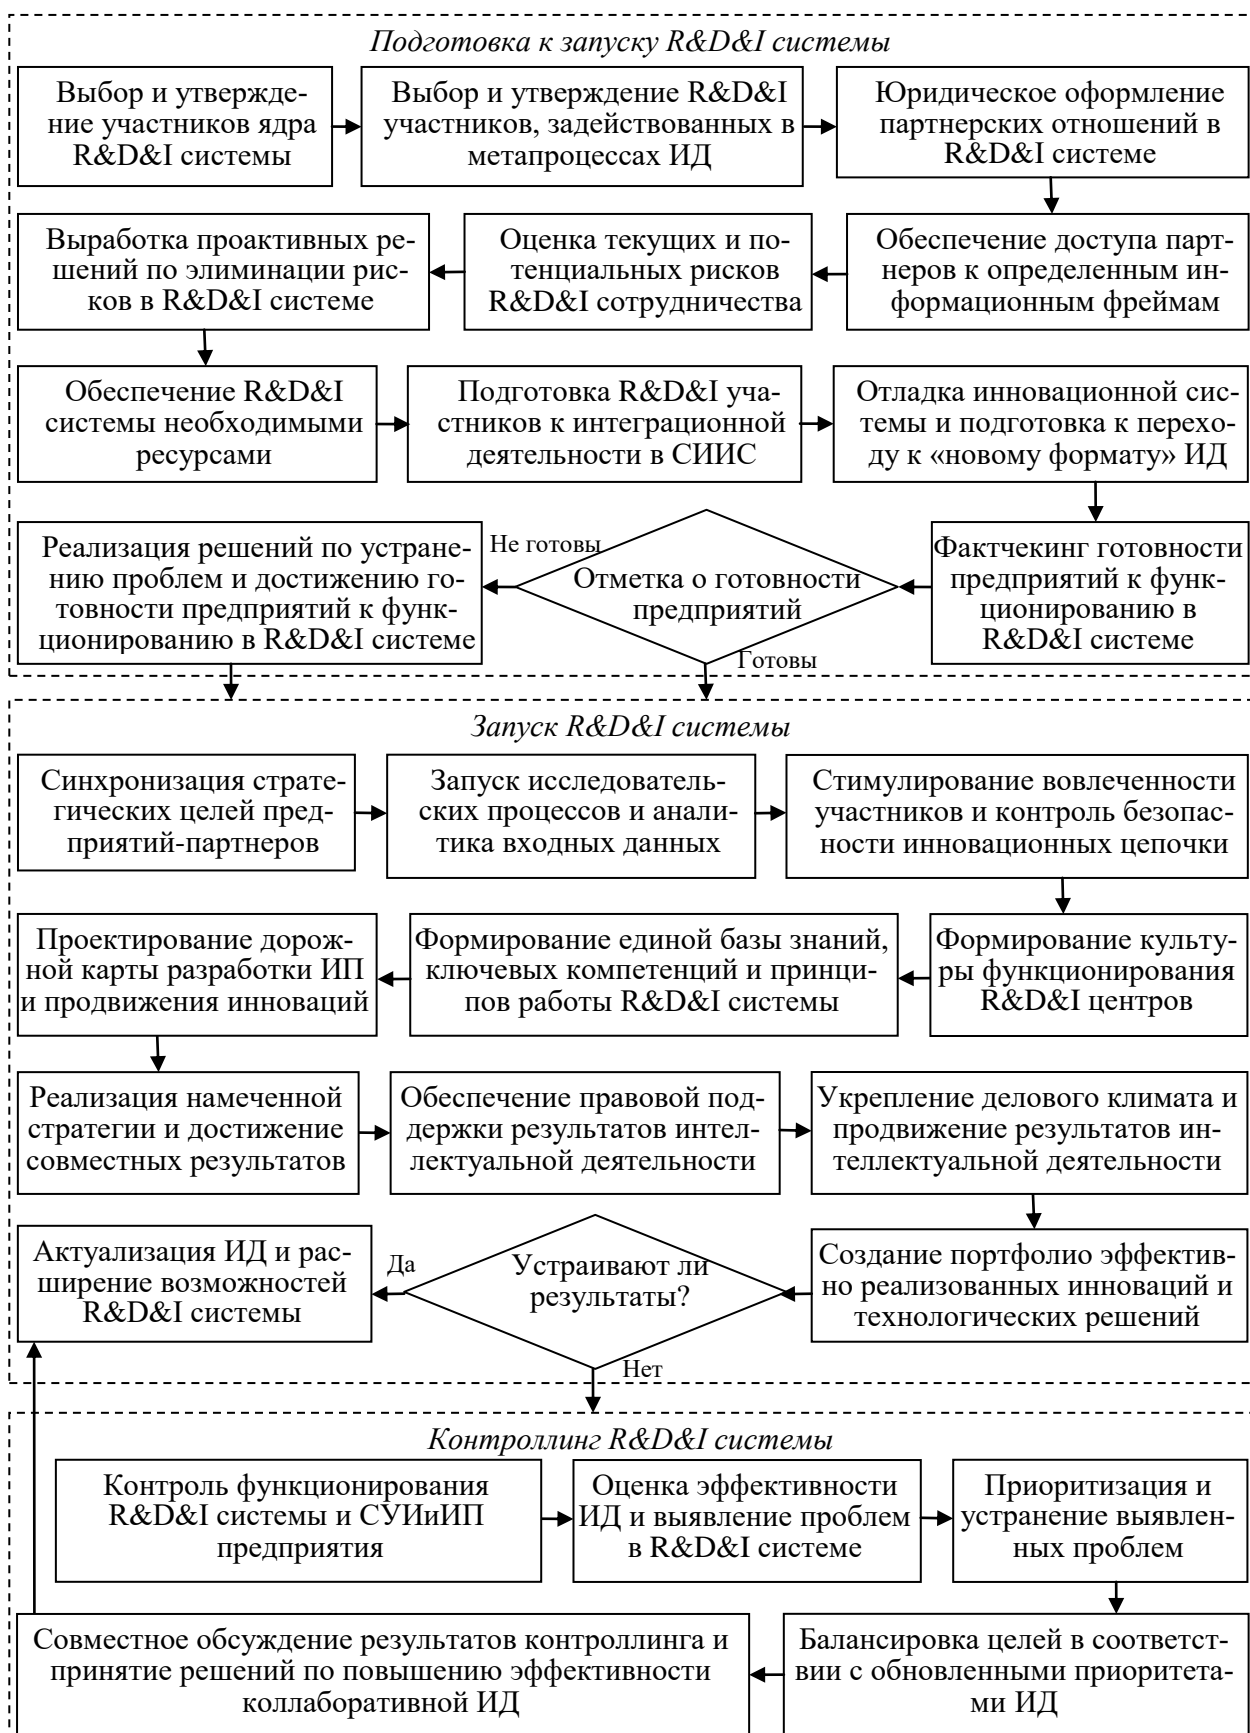 Подготовка к запуску R&D&I системы
Выбор и утвержде-
ние участников ядра
R&D&I системы
Выбор и утверждение R&D&I
участников, задействованных в
метапроцессах ИД
Юридическое оформление
партнерских отношений в
R&D&I системе
Выработка проактивных ре-
шений по элиминации рис-
ков в R&D&I системе
Оценка текущих и по-
тенциальных рисков
R&D&I сотрудничества
Обеспечение доступа парт-
неров к определенным ин-
формационным фреймам
Обеспечение R&D&I
системы необходимыми
ресурсами
Подготовка R&D&I уча-
стников к интеграционной
деятельности в СИИС
Отладка инновационной сис-
темы и подготовка к перехо-
ду к «новому формату» ИД
Реализация решений по устране-
нию проблем и достижению го-
товности предприятий к функ-
ционированию в R&D&I системе
Не готовы
Отметка о готовности
предприятий
Готовы
Фактчекинг готовности
предприятий к функ-
ционированию в
R&D&I системе
Запуск R&D&I системы
Синхронизация страте-
гических целей пред-
приятий-партнеров
Запуск исследователь-
ских процессов и анали-
тика входных данных
Стимулирование вовлеченности
участников и контроль безопас-
ности инновационных цепочки
Проектирование дорож-
ной карты разработки ИП
и продвижения инноваций
Формирование единой базы знаний,
ключевых компетенций и принци-
пов работы R&D&I системы
Формирование культу-
ры функционирования
R&D&I центров
Реализация намеченной
стратегии и достижение
совместных результатов
Обеспечение правовой под-
держки результатов интел-
лектуальной деятельности
Укрепление делового климата и
продвижение результатов ин-
теллектуальной деятельности
Актуализация ИД и рас-
ширение возможностей
R&D&I системы
Да
Устраивают ли
результаты?
Нет
Создание портфолио эффектив-
но реализованных инноваций и
технологических решений
Контроллинг R&D&I системы
Контроль функционирования
R&D&I системы и СУИиИП
предприятия
Оценка эффективности
ИД и выявление проблем
в R&D&I системе
Приоритизация и
устранение выявлен-
ных проблем
Совместное обсуждение результатов контроллинга и
принятие решений по повышению эффективности
коллаборативной ИД
Балансировка целей в соответст-
вии с обновленными приоритета-
ми ИД